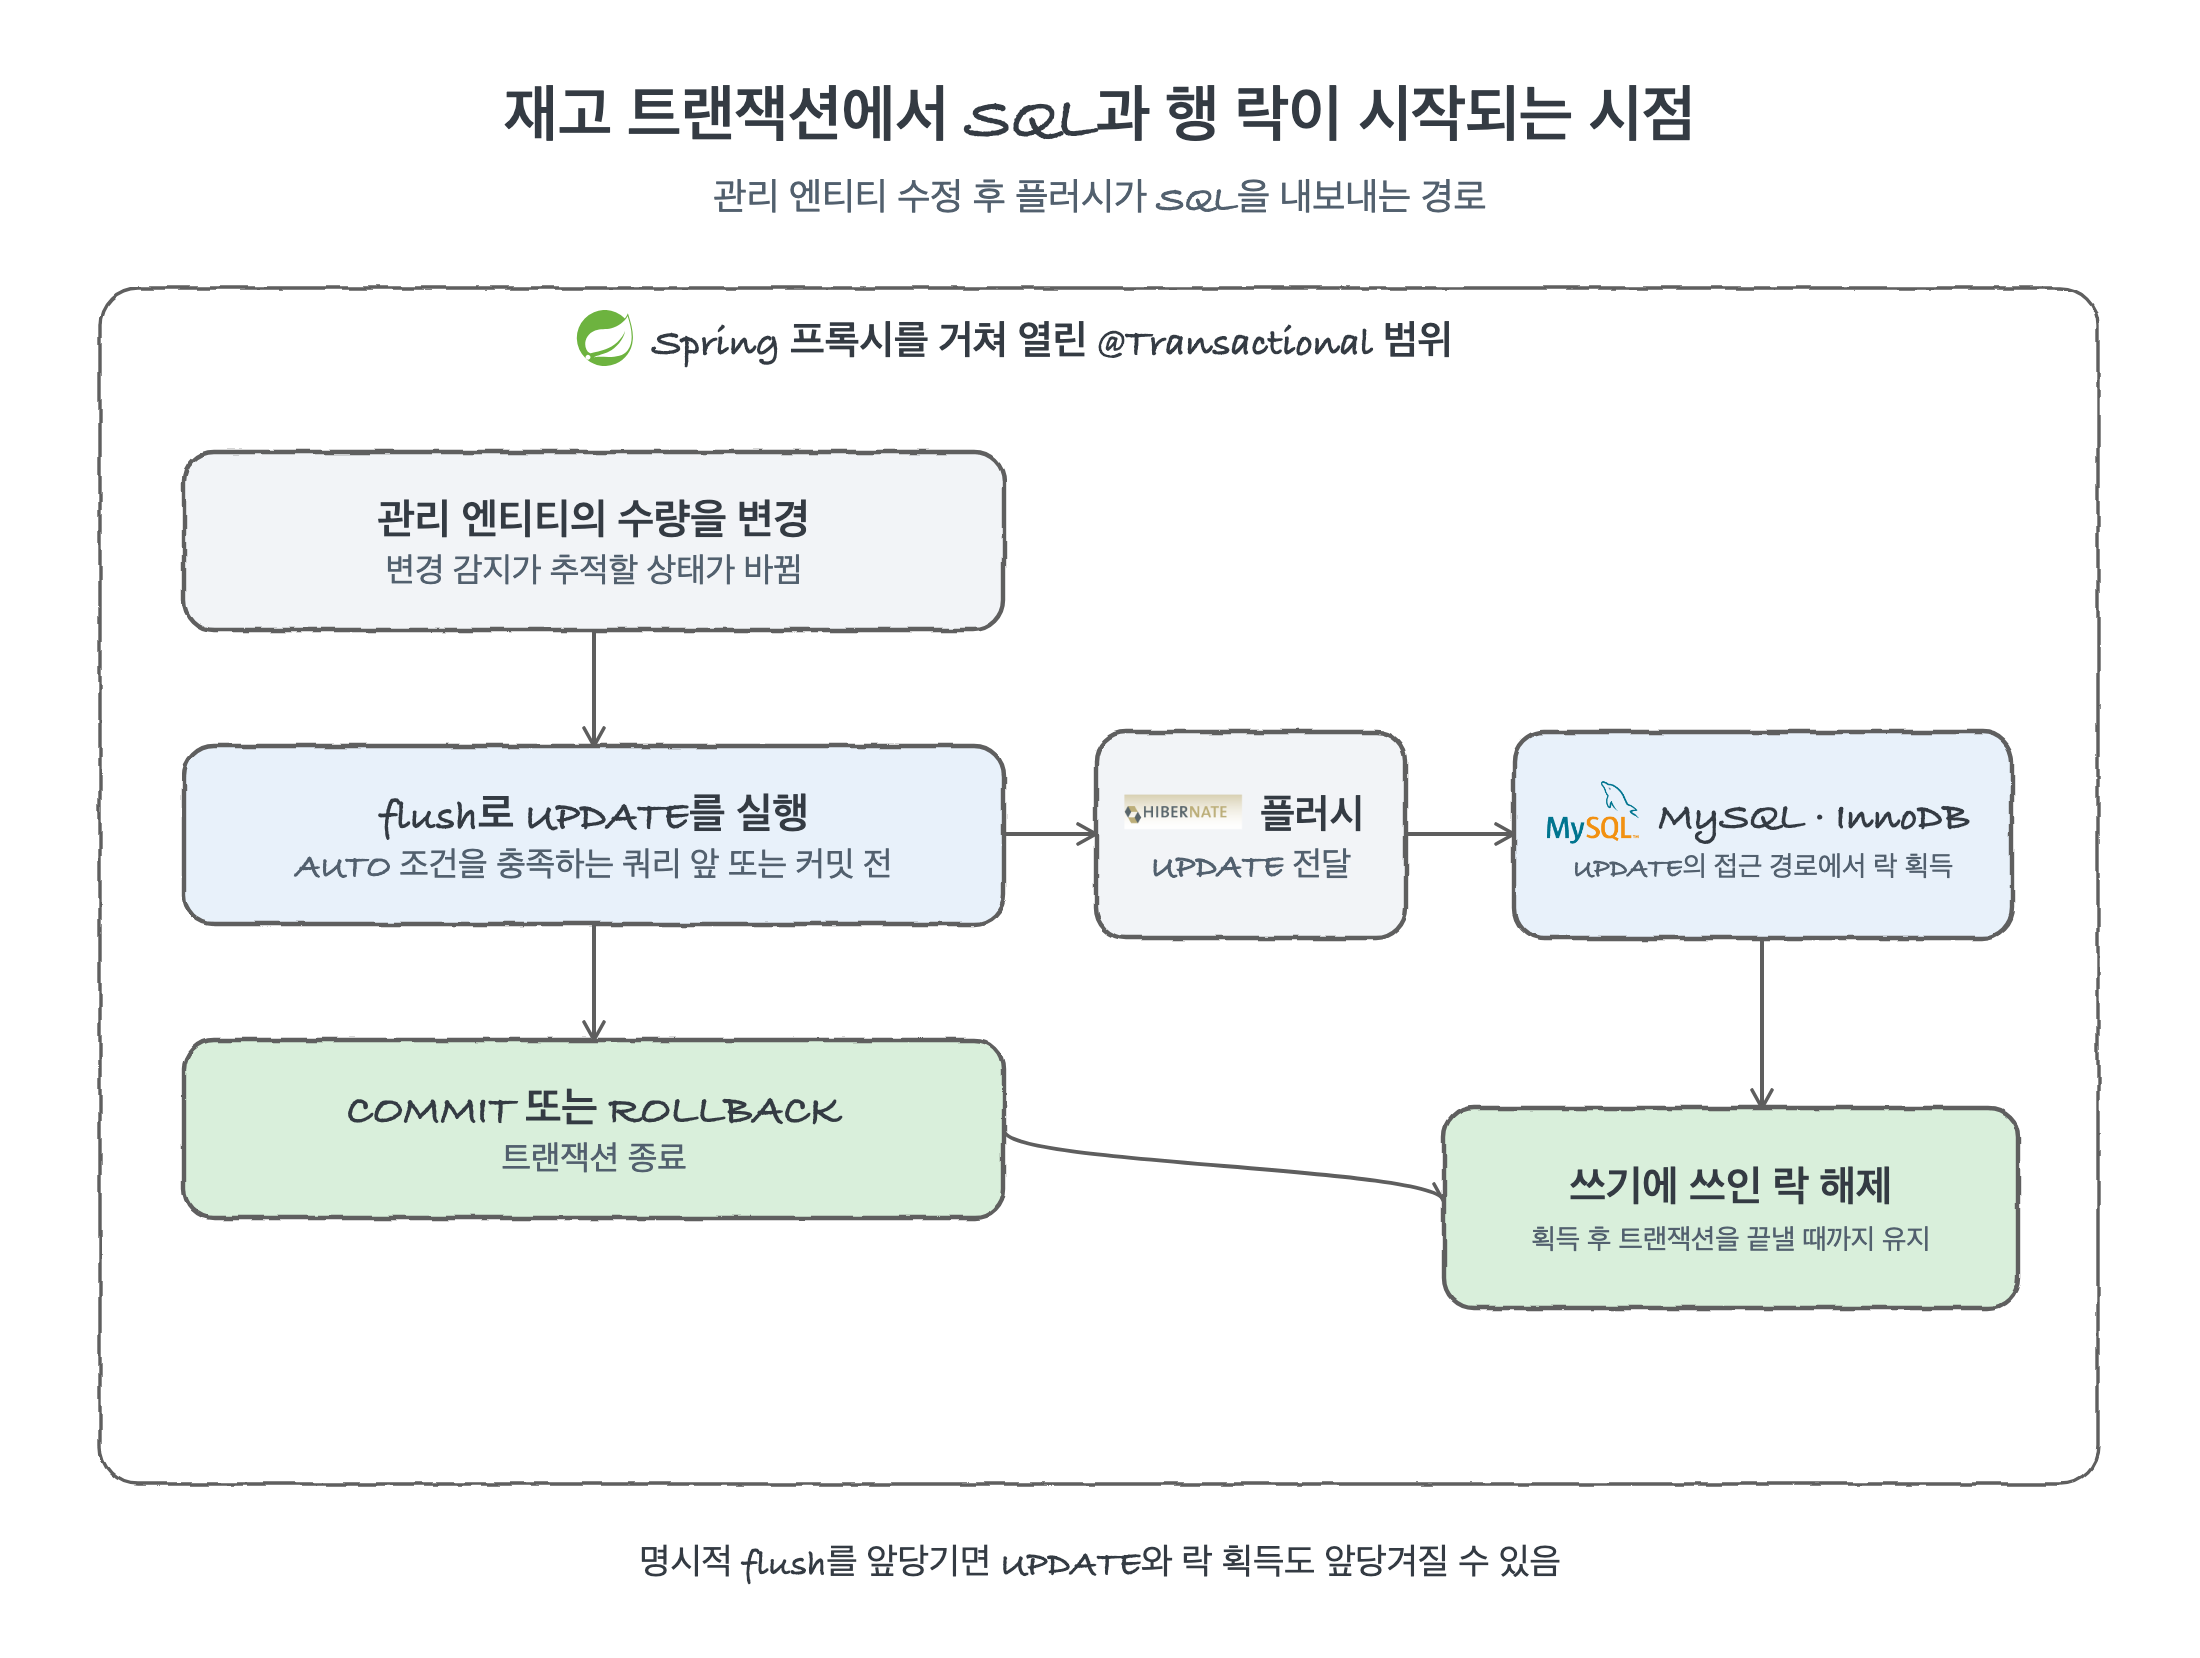 재고 트랜잭션에서 SQL과 행 락이 시작되는 시점
관리 엔티티 수정 후 플러시가 SQL을 내보내는 경로
Spring 프록시를 거쳐 열린 @Transactional 범위
관리 엔티티의 수량을 변경
변경 감지가 추적할 상태가 바뀜
flush로 UPDATE를 실행
AUTO 조건을 충족하는 쿼리 앞 또는 커밋 전
HIBERNATE 플러시
UPDATE 전달
MySQL™ MySQL · InnoDB
UPDATE의 접근 경로에서 락 획득
COMMIT 또는 ROLLBACK
트랜잭션 종료
쓰기에 쓰인 락 해제
획득 후 트랜잭션을 끝낼 때까지 유지
명시적 flush를 앞당기면 UPDATE와 락 획득도 앞당겨질 수 있음